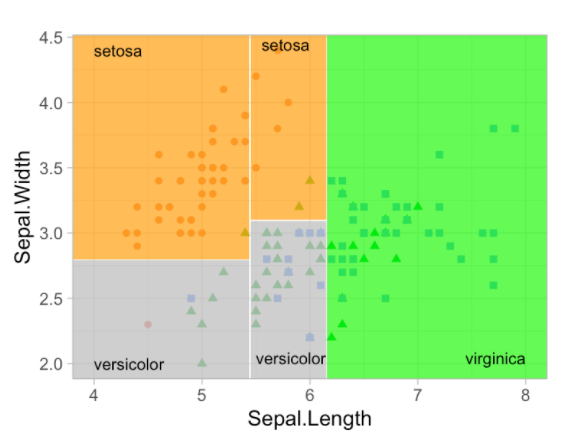 4.5
setosa
setosa
4.0
3.5
3.0
2.5
2.0
versicolor
versicolor
virginica
4
5
6
7
8
Sepal.Width
Sepal.Length